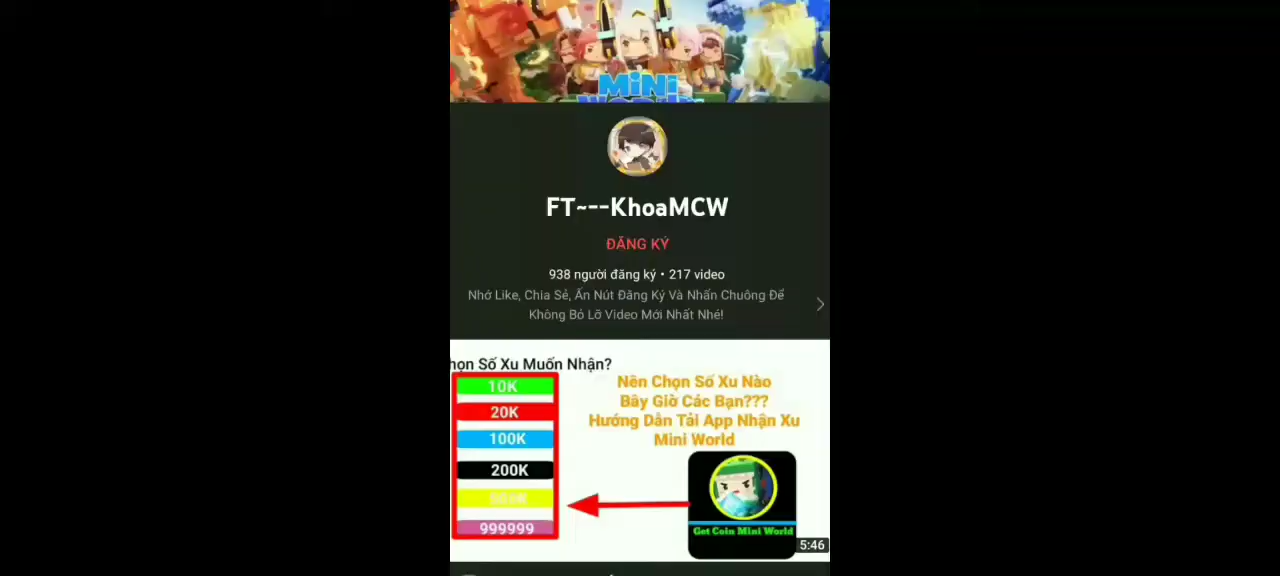 MiNi
WORLD
FT~--KhoaMCW
ĐĂNG KÝ
938 người đăng ký • 217 video
Nhớ Like, Chia Sẻ, Ấn Nút Đăng Ký Và Nhấn Chuông Để
Không Bỏ Lỡ Video Mới Nhất Nhé!
họn Số Xu Muốn Nhận?
10K
20K
100K
200K
999999
Nên Chọn Số Xu Nào
Bây Giờ Các Bạn???
Hướng Dẫn Tải App Nhận Xu
Mini World
Get Coin Mini World
5:46